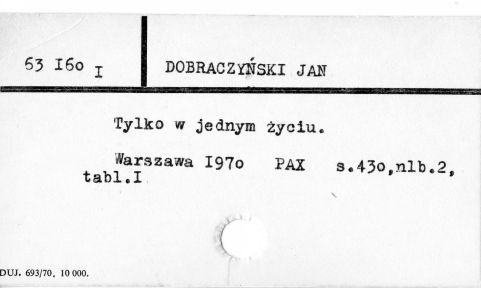 63 I6o I
DOBRACZYŃSKI JAN
Tylko w jednym życiu.
Warszawa I97o PAX s.43o,nlb.2,
tabl.I
DUJ. 693/70. 10 000.